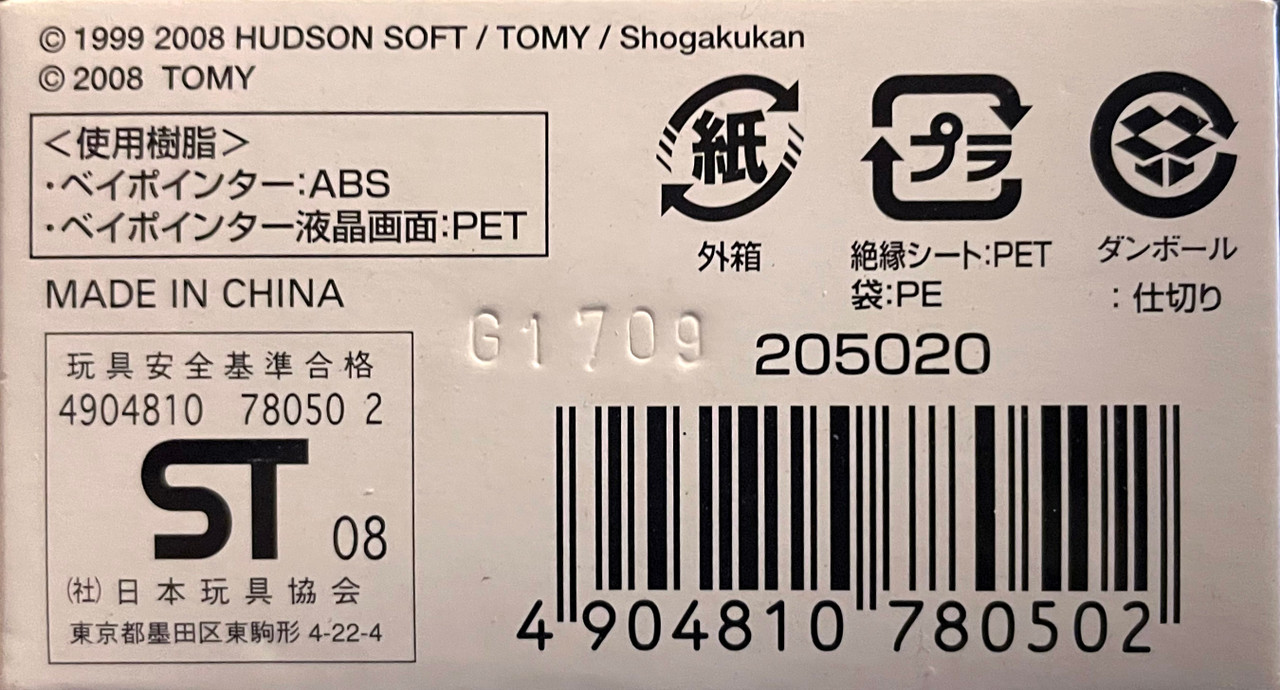 © 1999 2008 HUDSON SOFT / TOMY / Shogakukan
© 2008 TOMY
＜使用樹脂＞
・ベイポインター:ABS
・ベイポインター液晶画面:PET
MADE IN CHINA
紙
外箱
プラ
絶縁シート:PET
袋:PE
ダンボール
:仕切り
G1709
205020
玩具安全基準合格
4904810 78050 2
ST 08
(社)日本玩具協会
東京都墨田区東駒形 4-22-4
4 904810 780502